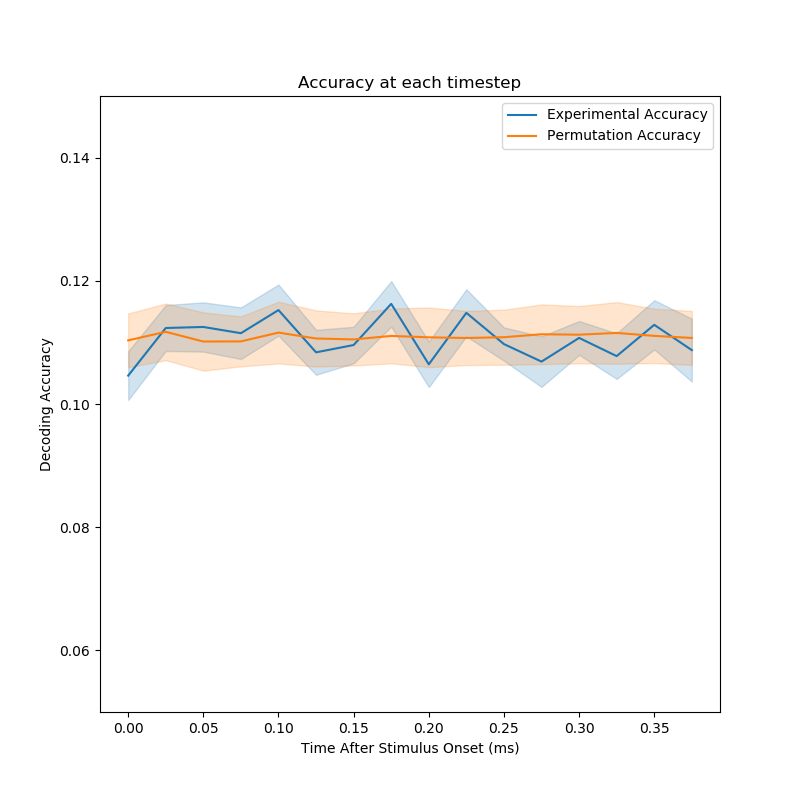 Accuracy at each timestep
Experimental Accuracy
Permutation Accuracy
0.14
0.12
0.10
0.08
0.06
Decoding Accuracy
0.00 0.05 0.10 0.15 0.20 0.25 0.30 0.35
Time After Stimulus Onset (ms)